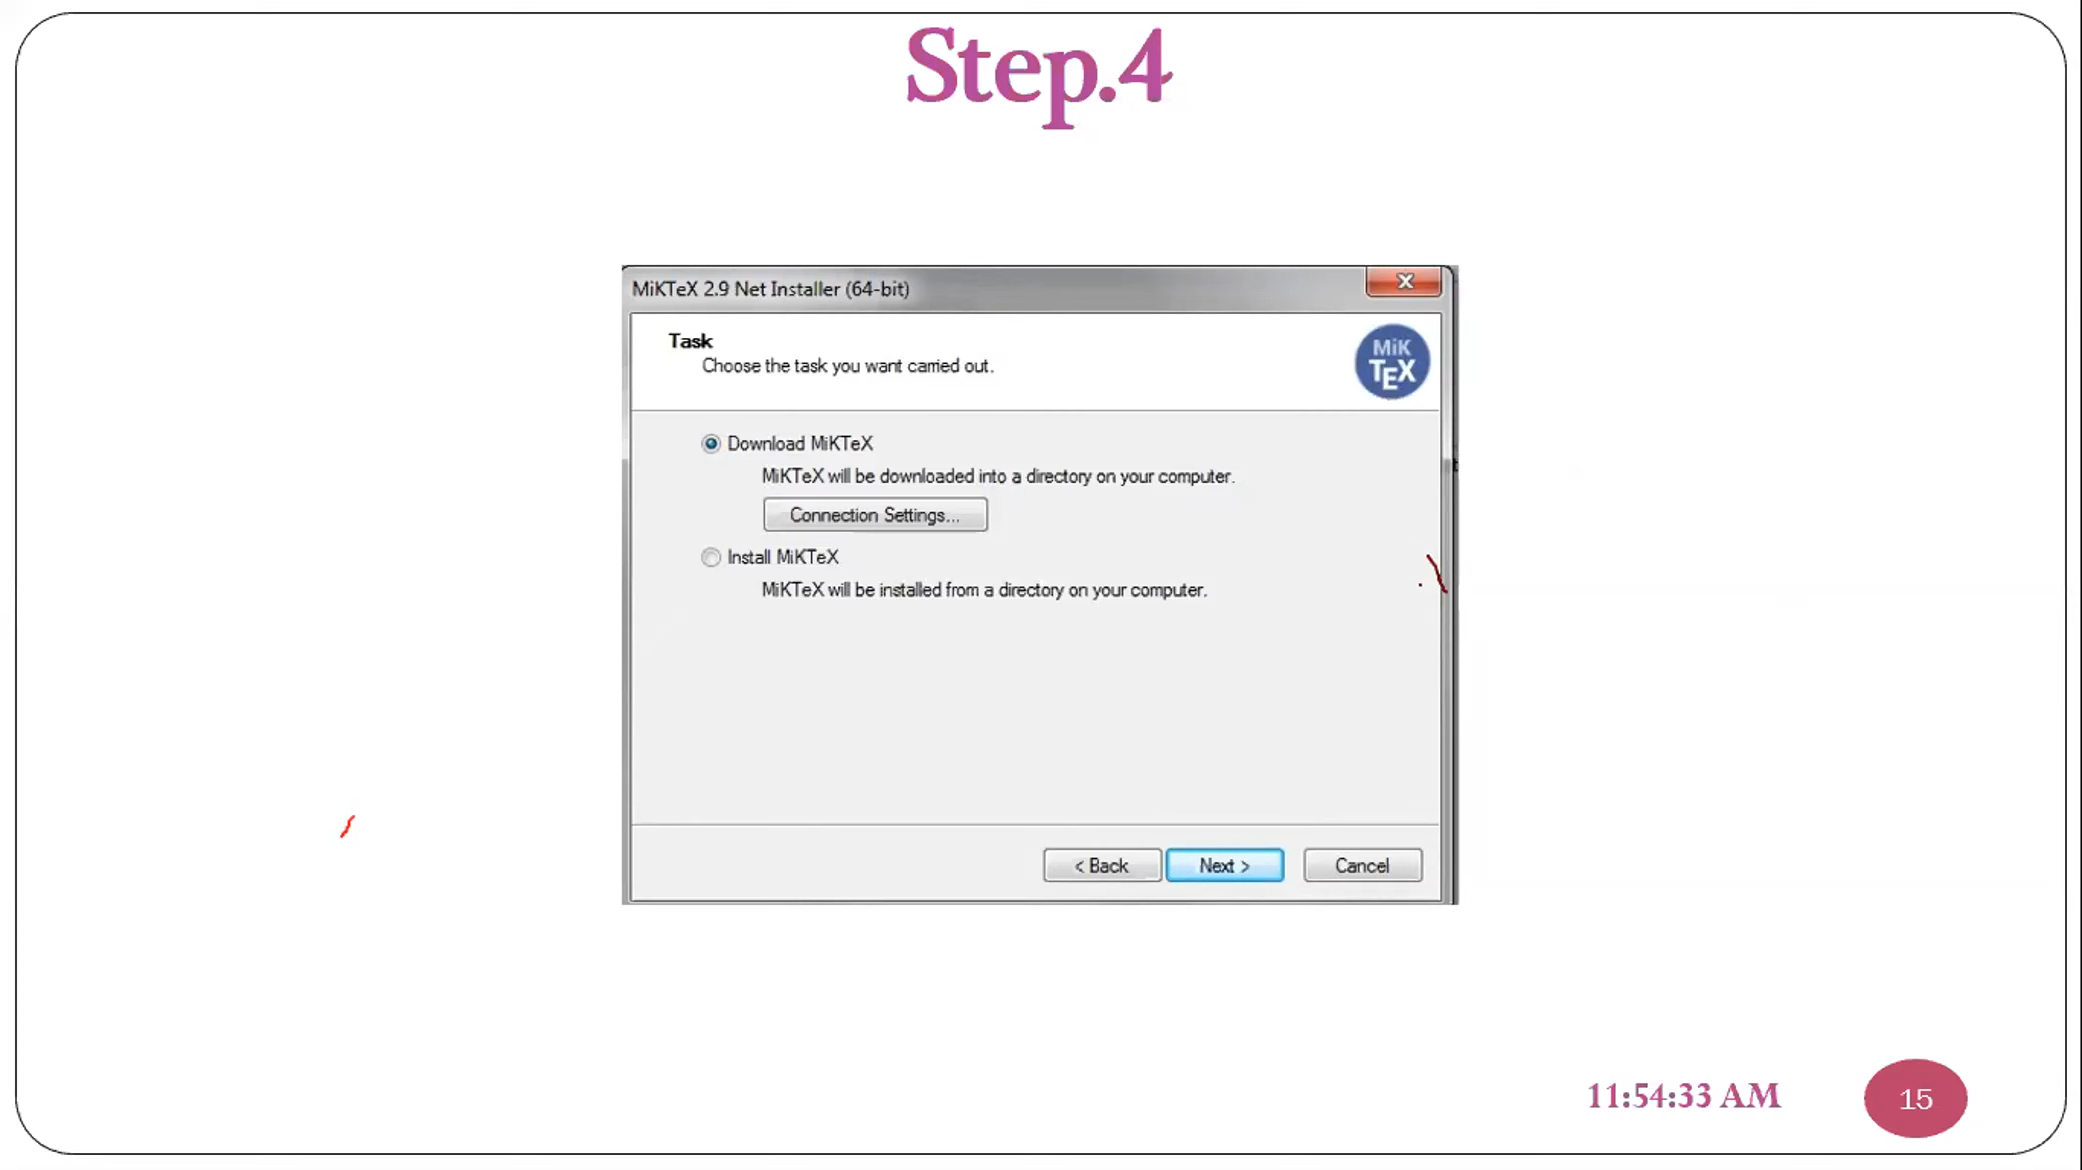 Step.4
MiKTeX 2.9 Net Installer (64-bit)
Task
Choose the task you want carried out.
MiK
TEX
Download MiKTeX
MiKTeX will be downloaded into a directory on your computer.
Connection Settings...
Install MiKTeX
MiKTeX will be installed from a directory on your computer.
< Back
Next >
Cancel
11:54:33 AM
15